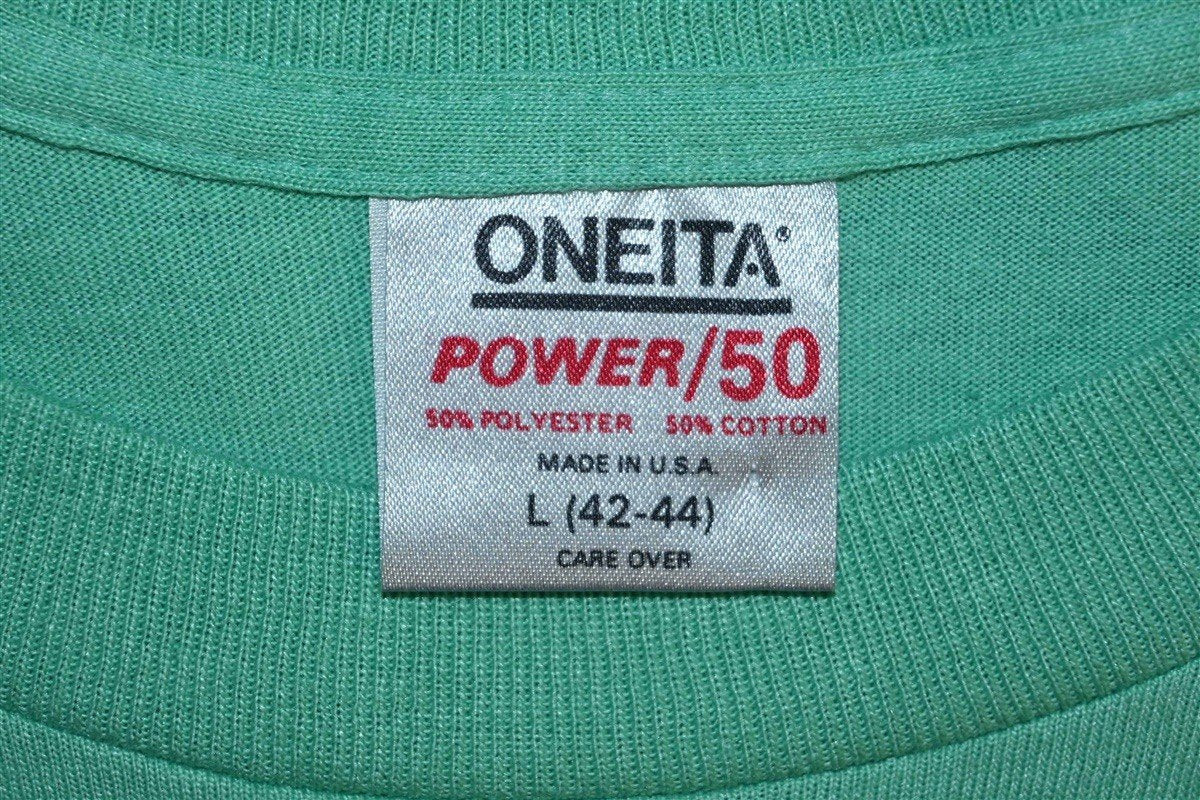 ONEITA®
POWER/50
50% POLYESTER 50% COTTON
MADE IN U.S.A.
L (42-44)
CARE OVER